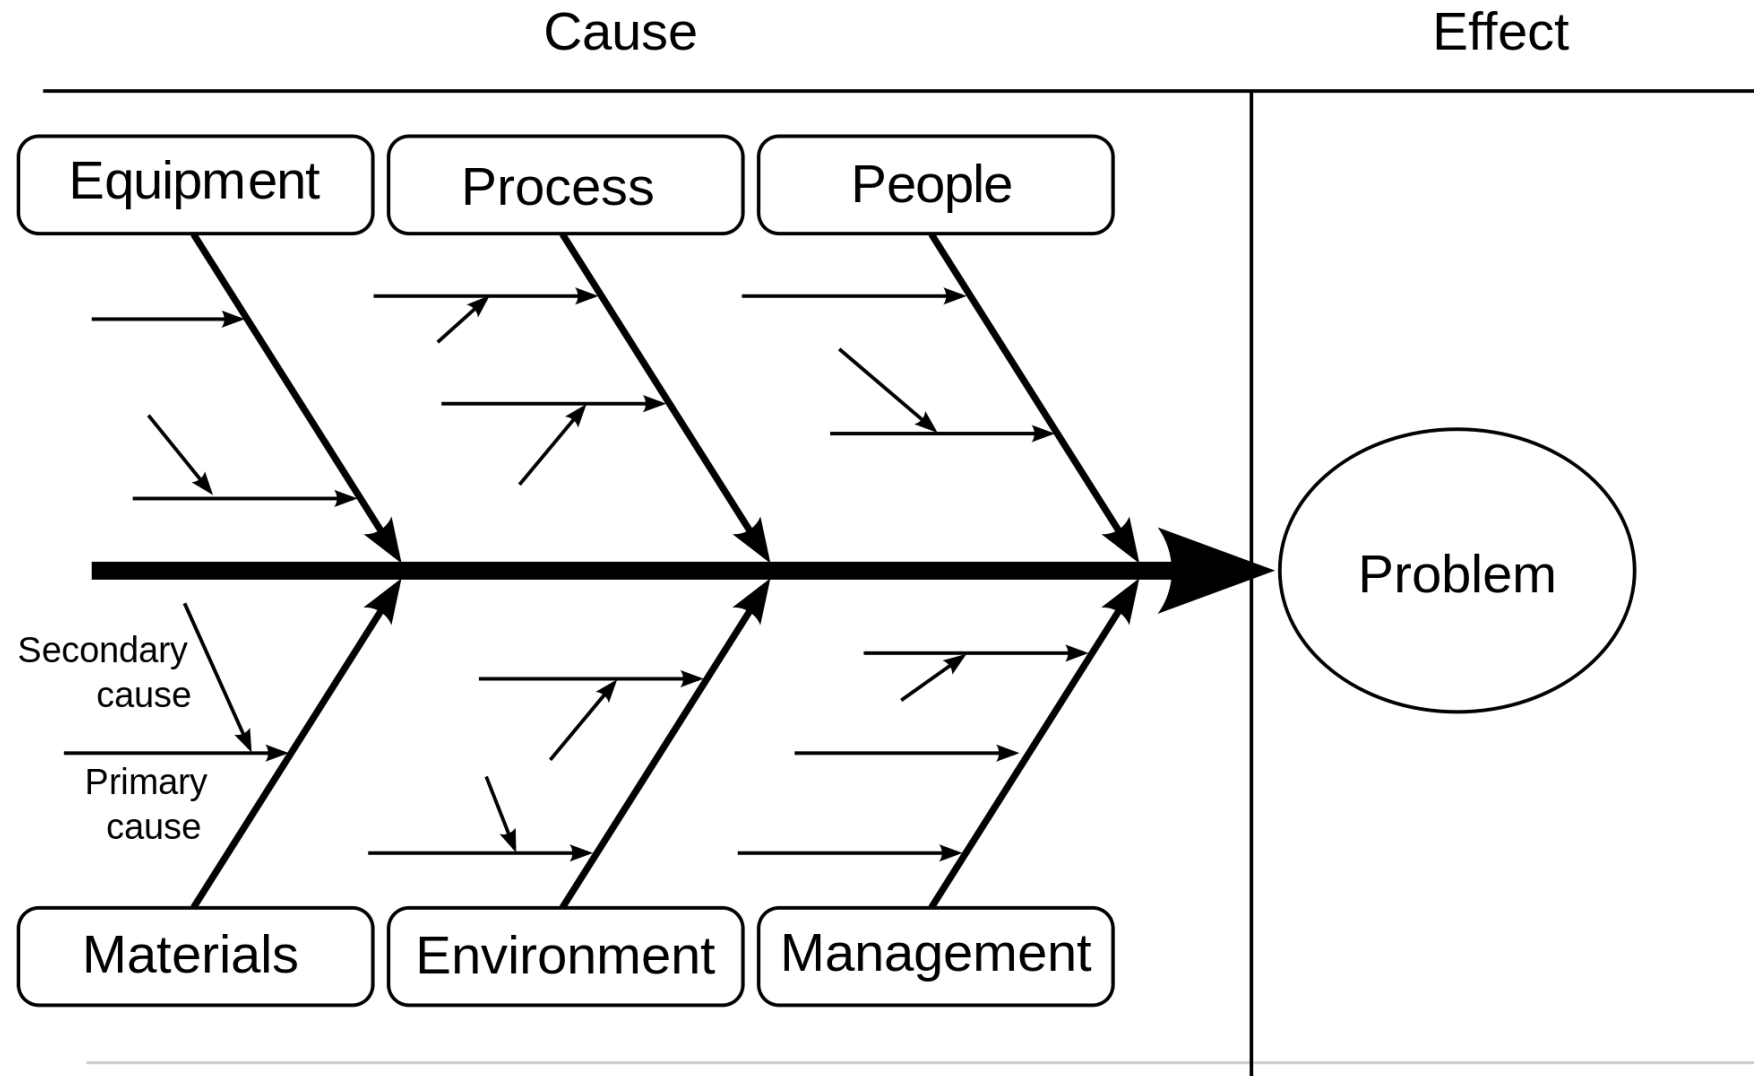 Cause
Effect
Equipment
Process
People
Problem
Secondary
cause
Primary
cause
Materials
Environment
Management